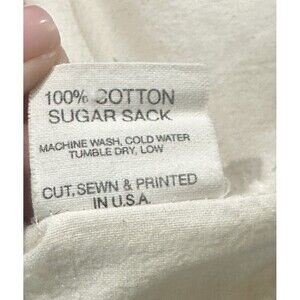 100% COTTON
SUGAR SACK
MACHINE WASH, COLD WATER
TUMBLE DRY, LOW
CUT, SEWN & PRINTED
IN U.S.A.